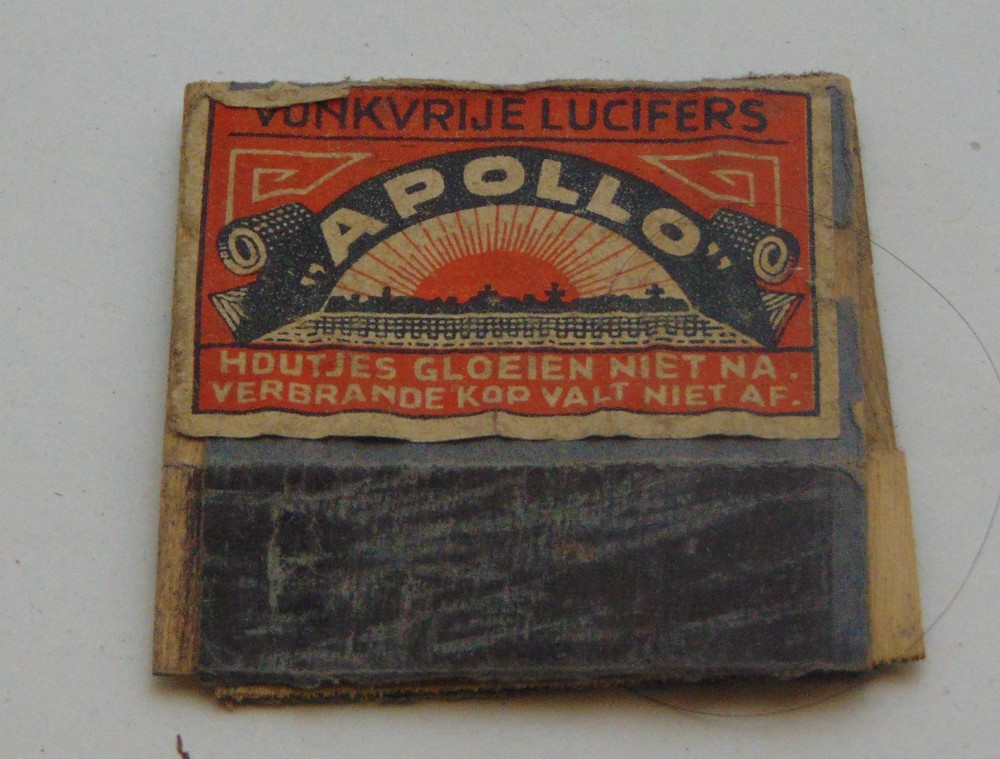 VONKVRIJE LUCIFERS
„APOLLO”
HOUTJES GLOEIEN NIET NA.
VERBRANDE KOP VALT NIET AF.